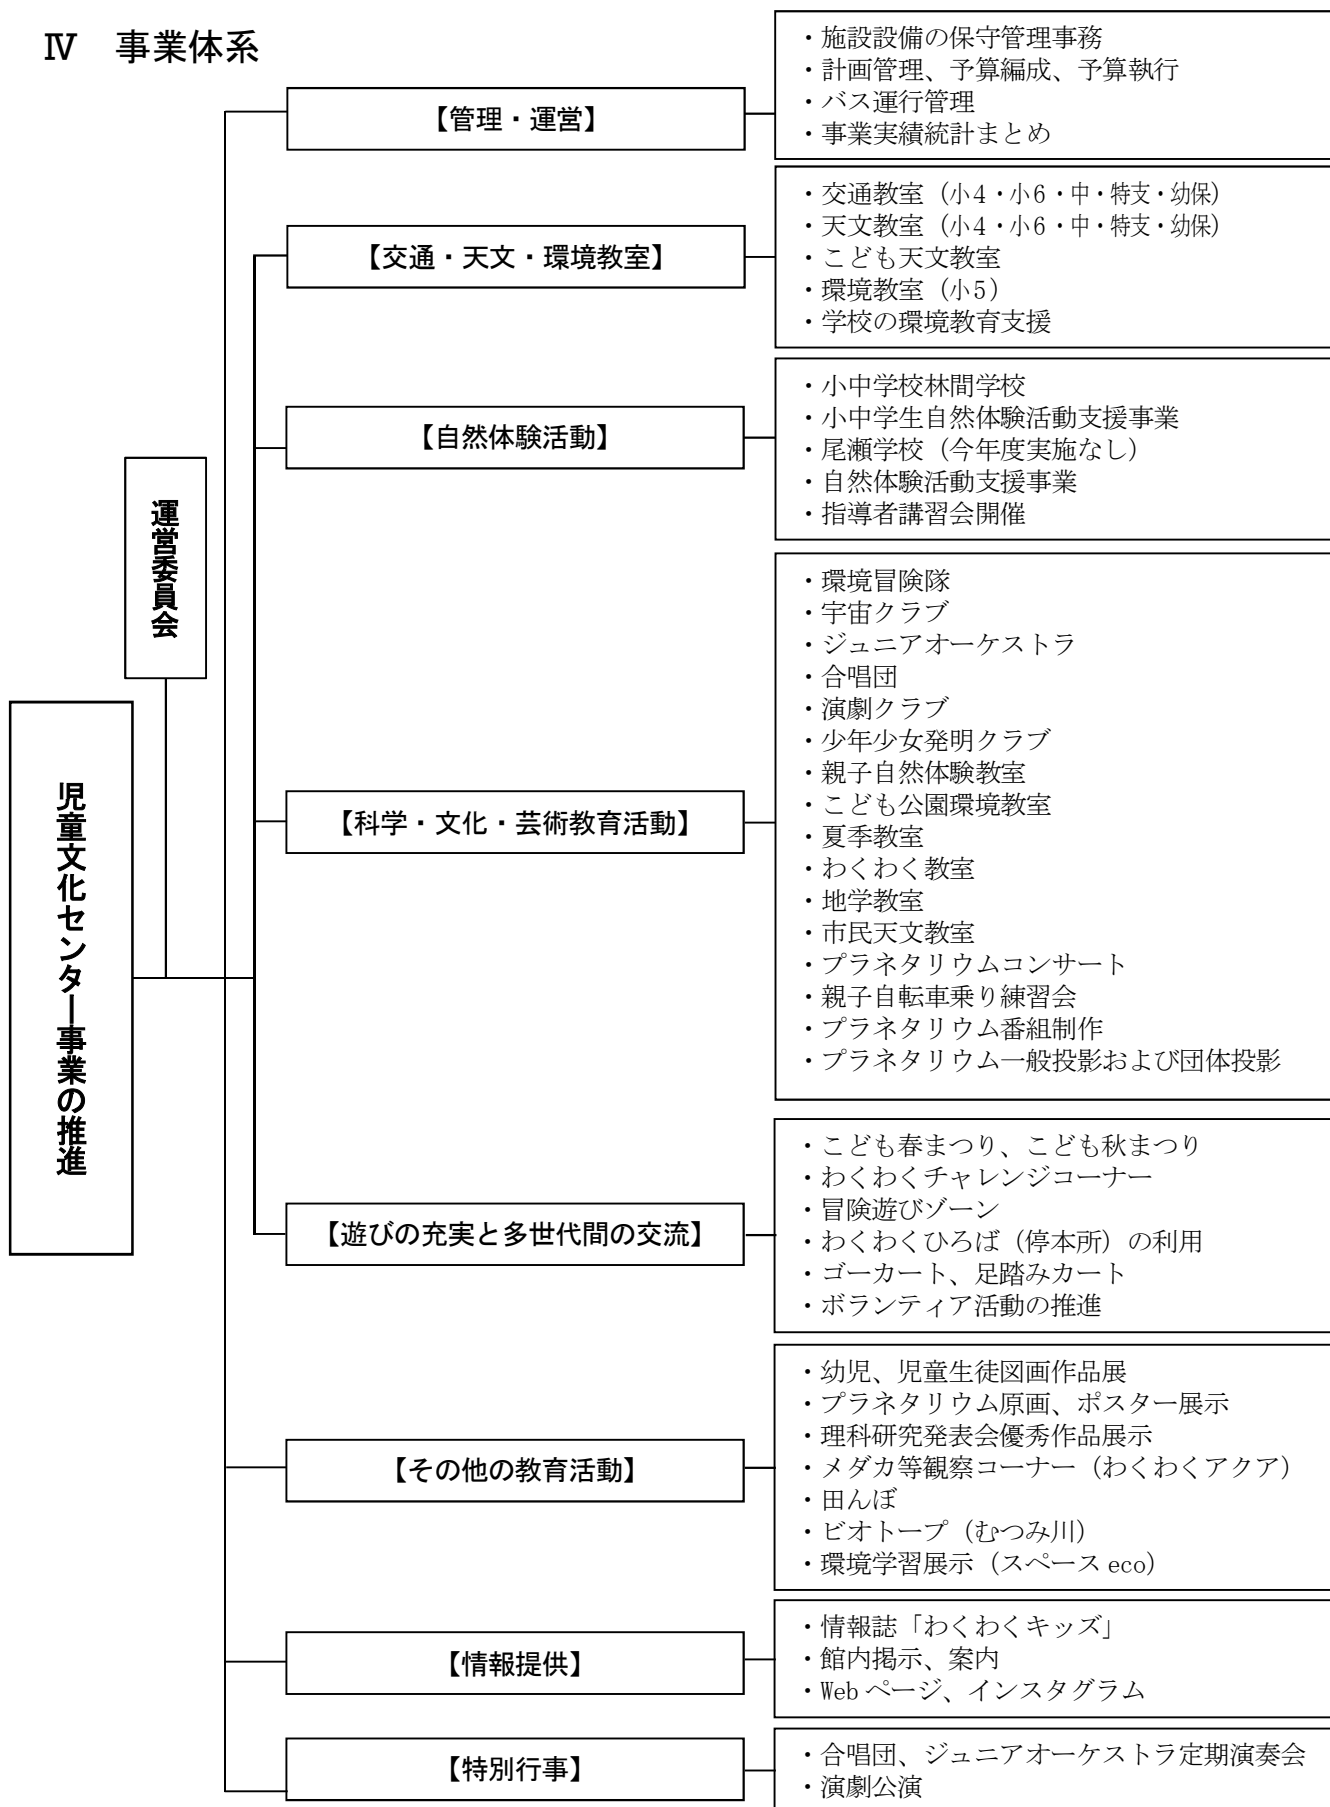 Ⅳ　事業体系
運営委員会
児童文化センター事業の推進
【管理・運営】
・施設設備の保守管理事務
・計画管理、予算編成、予算執行
・バス運行管理
・事業実績統計まとめ
【交通・天文・環境教室】
・交通教室（小4・小6・中・特支・幼保）
・天文教室（小4・小6・中・特支・幼保）
・こども天文教室
・環境教室（小5）
・学校の環境教育支援
【自然体験活動】
・小中学校林間学校
・小中学生自然体験活動支援事業
・尾瀬学校（今年度実施なし）
・自然体験活動支援事業
・指導者講習会開催
【科学・文化・芸術教育活動】
・環境冒険隊
・宇宙クラブ
・ジュニアオーケストラ
・合唱団
・演劇クラブ
・少年少女発明クラブ
・親子自然体験教室
・こども公園環境教室
・夏季教室
・わくわく教室
・地学教室
・市民天文教室
・プラネタリウムコンサート
・親子自転車乗り練習会
・プラネタリウム番組制作
・プラネタリウム一般投影および団体投影
【遊びの充実と多世代間の交流】
・こども春まつり、こども秋まつり
・わくわくチャレンジコーナー
・冒険遊びゾーン
・わくわくひろば（停本所）の利用
・ゴーカート、足踏みカート
・ボランティア活動の推進
【その他の教育活動】
・幼児、児童生徒図画作品展
・プラネタリウム原画、ポスター展示
・理科研究発表会優秀作品展示
・メダカ等観察コーナー（わくわくアクア）
・田んぼ
・ビオトープ（むつみ川）
・環境学習展示（スペース eco）
【情報提供】
・情報誌「わくわくキッズ」
・館内掲示、案内
・Web ページ、インスタグラム
【特別行事】
・合唱団、ジュニアオーケストラ定期演奏会
・演劇公演